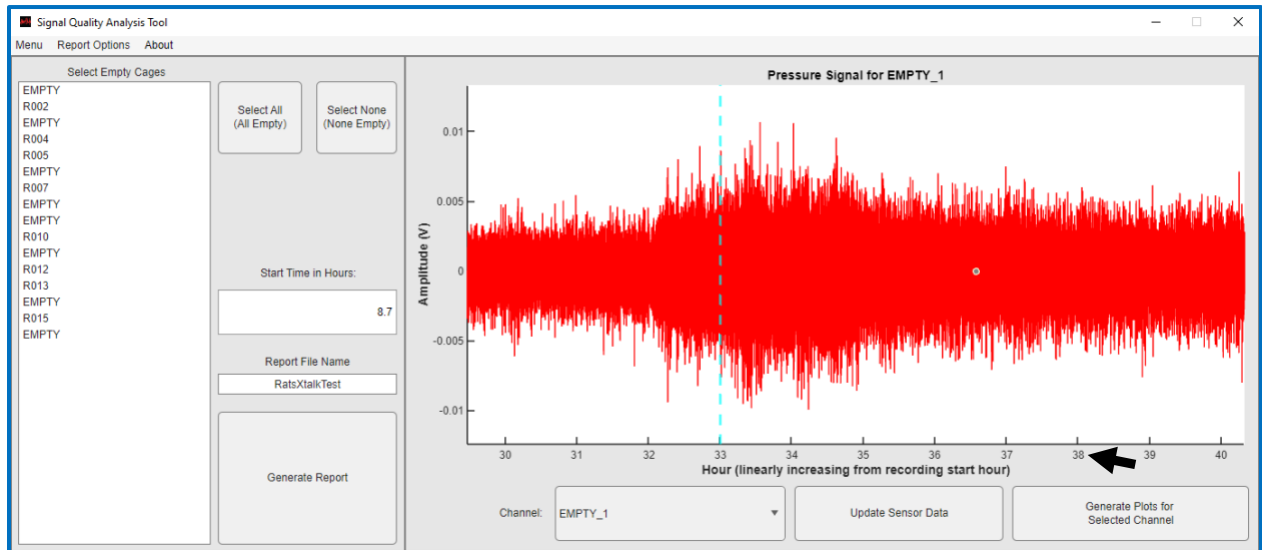 Signal Quality Analysis Tool
Menu Report Options About
Select Empty Cages
EMPTY
R002
EMPTY
R004
R005
EMPTY
R007
EMPTY
EMPTY
R010
EMPTY
R012
R013
EMPTY
R015
EMPTY
Select All
(All Empty)
Select None
(None Empty)
Start Time in Hours:
8.7
Report File Name
RatsXtalkTest
Generate Report
Pressure Signal for EMPTY_1
Amplitude (V)
0.01
0.005
0
-0.005
-0.01
30 31 32 33 34 35 36 37 38 39 40
Hour (linearly increasing from recording start hour)
Channel: EMPTY_1
Update Sensor Data
Generate Plots for
Selected Channel